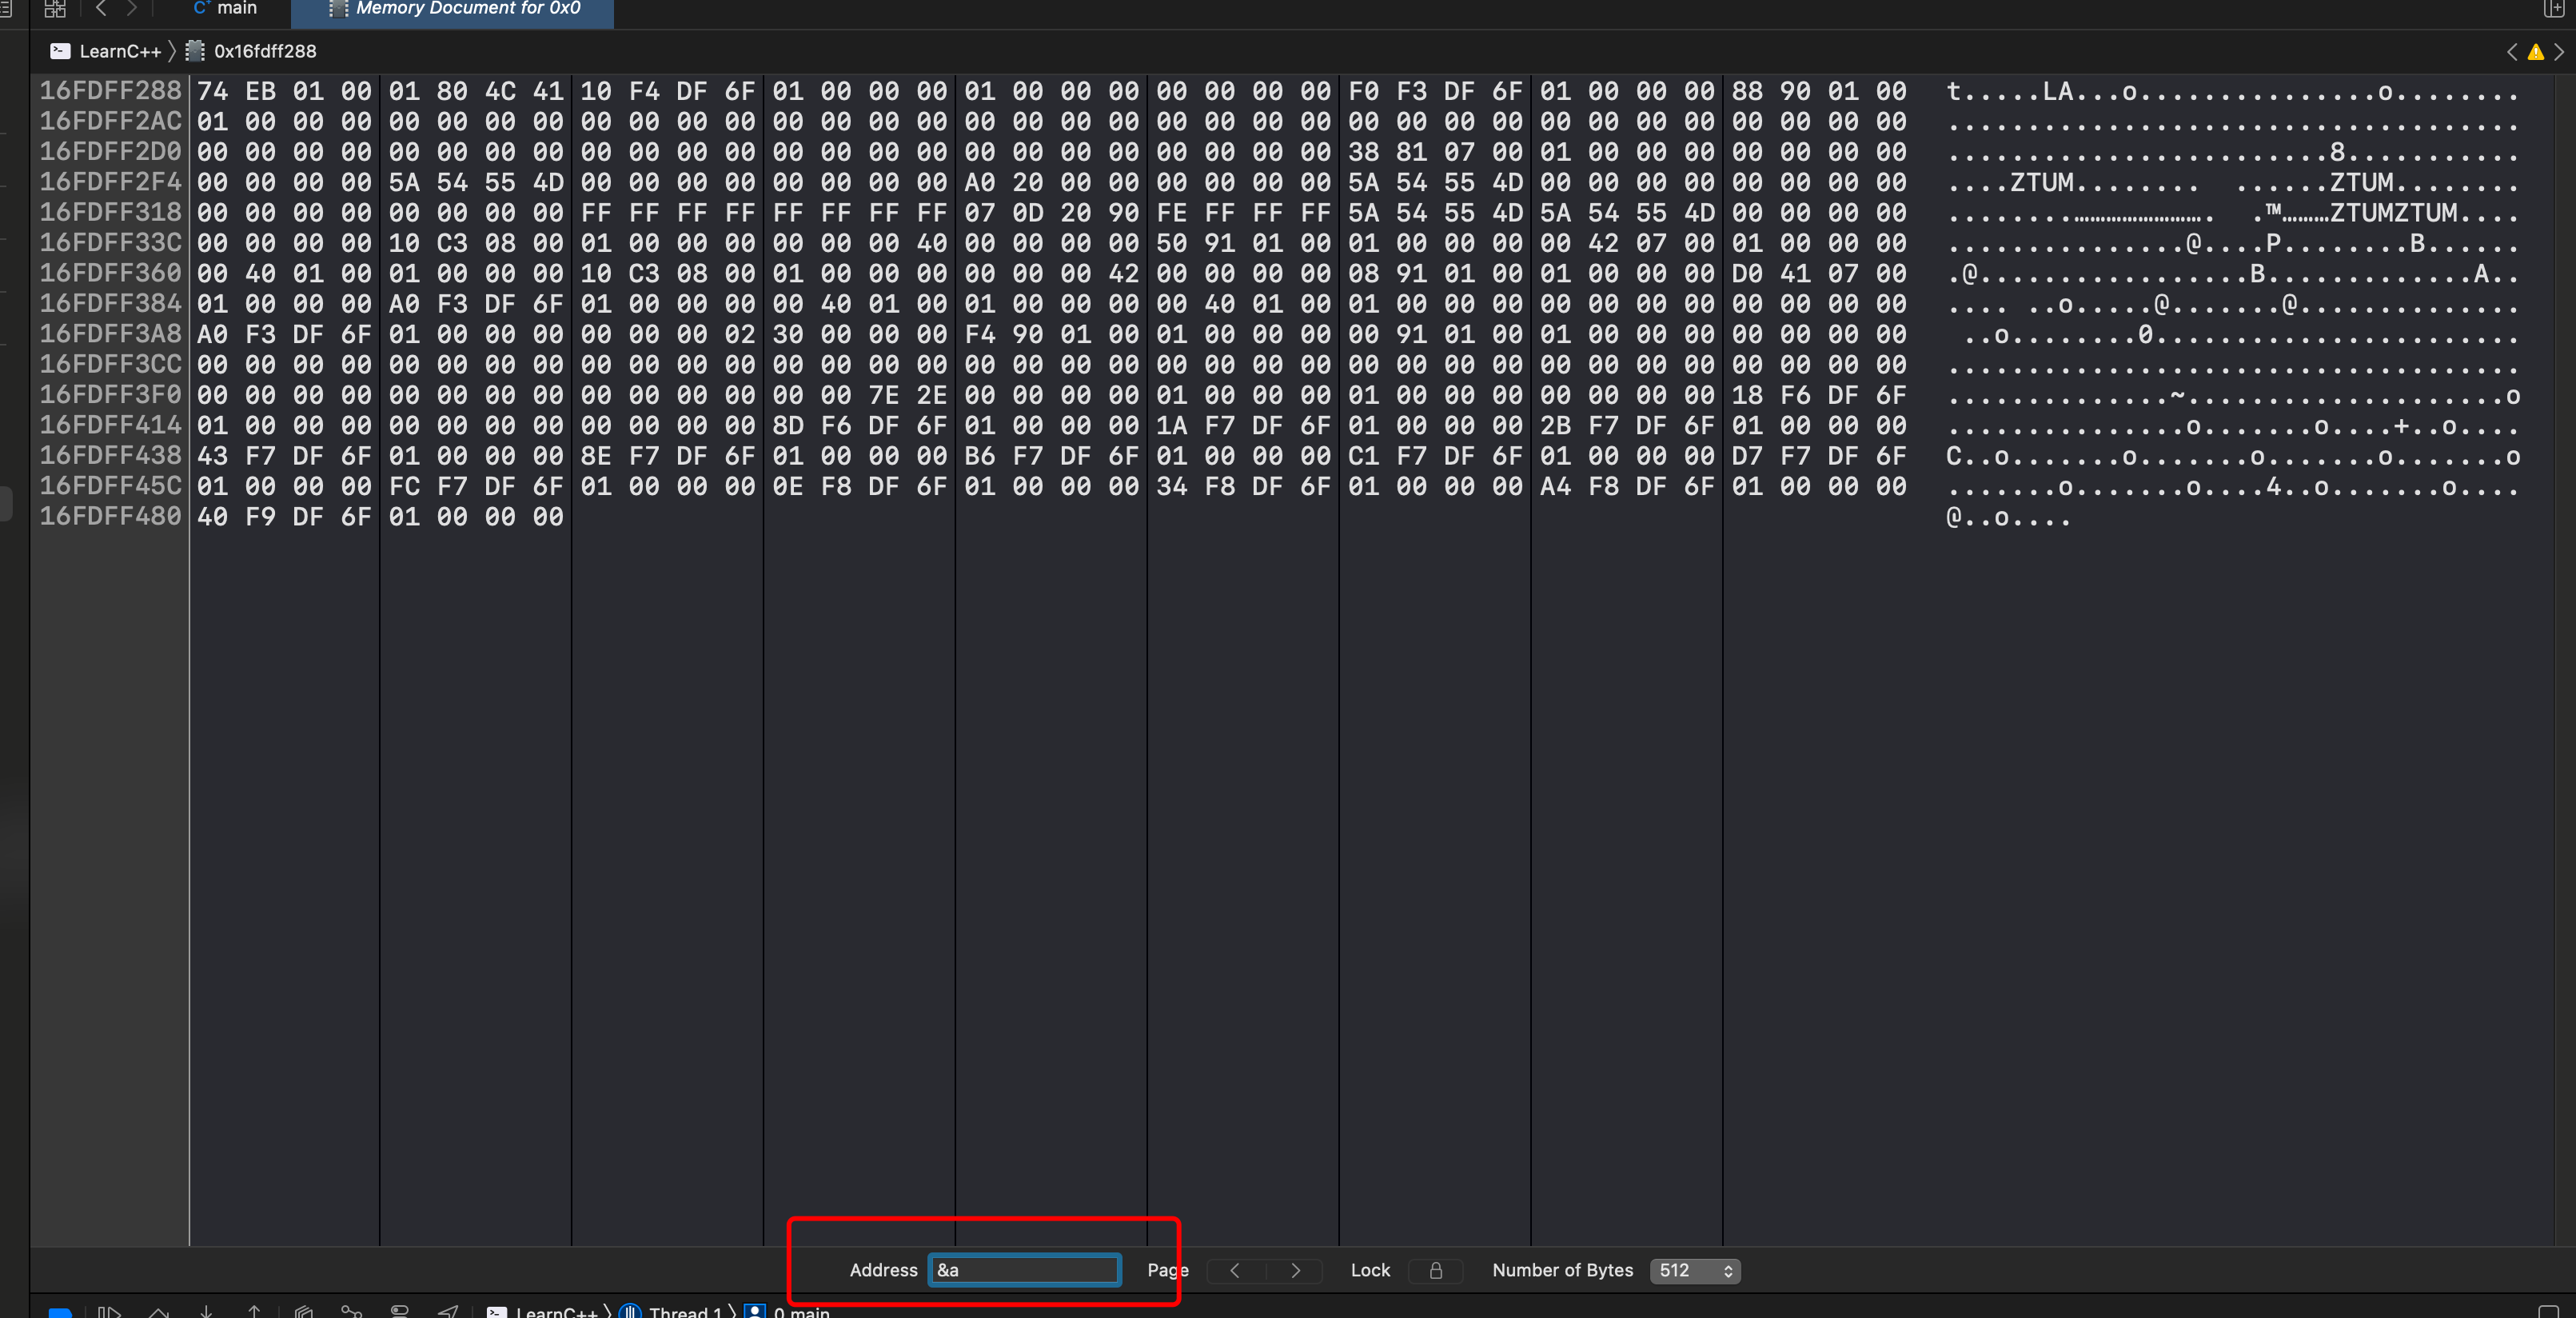 C+ main
Memory Document for 0x0
LearnC++ 〉 0x16fdff288
16FDFF288 74 EB 01 00 01 80 4C 41 10 F4 DF 6F 01 00 00 00 01 00 00 00 00 00 00 00 F0 F3 DF 6F 01 00 00 00 88 90 01 00 t.....LA...o...............o........
16FDFF2AC 01 00 00 00 00 00 00 00 00 00 00 00 00 00 00 00 00 00 00 00 00 00 00 00 00 00 00 00 00 00 00 00 00 00 00 00 ....................................
16FDFF2D0 00 00 00 00 00 00 00 00 00 00 00 00 00 00 00 00 00 00 00 00 00 00 00 00 38 81 07 00 01 00 00 00 00 00 00 00 ........................8...........
16FDFF2F4 00 00 00 00 5A 54 55 4D 00 00 00 00 00 00 00 00 A0 20 00 00 00 00 00 00 5A 54 55 4D 00 00 00 00 00 00 00 00 ....ZTUM........  ......ZTUM........
16FDFF318 00 00 00 00 00 00 00 00 FF FF FF FF FF FF FF FF 07 0D 20 90 FE FF FF FF 5A 54 55 4D 5A 54 55 4D 00 00 00 00 ........……………………. .™………ZTUMZTUM....
16FDFF33C 00 00 00 00 10 C3 08 00 01 00 00 00 00 00 00 40 00 00 00 00 50 91 01 00 01 00 00 00 00 42 07 00 01 00 00 00 ...............@....P........B......
16FDFF360 00 40 01 00 01 00 00 00 10 C3 08 00 01 00 00 00 00 00 00 42 00 00 00 00 08 91 01 00 01 00 00 00 D0 41 07 00 .@.................B.............A..
16FDFF384 01 00 00 00 A0 F3 DF 6F 01 00 00 00 00 40 01 00 01 00 00 00 00 40 01 00 01 00 00 00 00 00 00 00 00 00 00 00 .... ..o.....@.......@..............
16FDFF3A8 A0 F3 DF 6F 01 00 00 00 00 00 00 02 30 00 00 00 F4 90 01 00 01 00 00 00 00 91 01 00 01 00 00 00 00 00 00 00  ..o........0.......................
16FDFF3CC 00 00 00 00 00 00 00 00 00 00 00 00 00 00 00 00 00 00 00 00 00 00 00 00 00 00 00 00 00 00 00 00 00 00 00 00 ....................................
16FDFF3F0 00 00 00 00 00 00 00 00 00 00 00 00 00 00 7E 2E 00 00 00 00 01 00 00 00 01 00 00 00 00 00 00 00 18 F6 DF 6F ..............~....................o
16FDFF414 01 00 00 00 00 00 00 00 00 00 00 00 8D F6 DF 6F 01 00 00 00 1A F7 DF 6F 01 00 00 00 2B F7 DF 6F 01 00 00 00 ...............o.......o....+..o....
16FDFF438 43 F7 DF 6F 01 00 00 00 8E F7 DF 6F 01 00 00 00 B6 F7 DF 6F 01 00 00 00 C1 F7 DF 6F 01 00 00 00 D7 F7 DF 6F C..o.......o.......o.......o.......o
16FDFF45C 01 00 00 00 FC F7 DF 6F 01 00 00 00 0E F8 DF 6F 01 00 00 00 34 F8 DF 6F 01 00 00 00 A4 F8 DF 6F 01 00 00 00 .......o.......o....4..o.......o....
16FDFF480 40 F9 DF 6F 01 00 00 00 @..o....
Address &a Page Lock Number of Bytes 512
LearnC++ 〉 Thread 1 〉 0 main